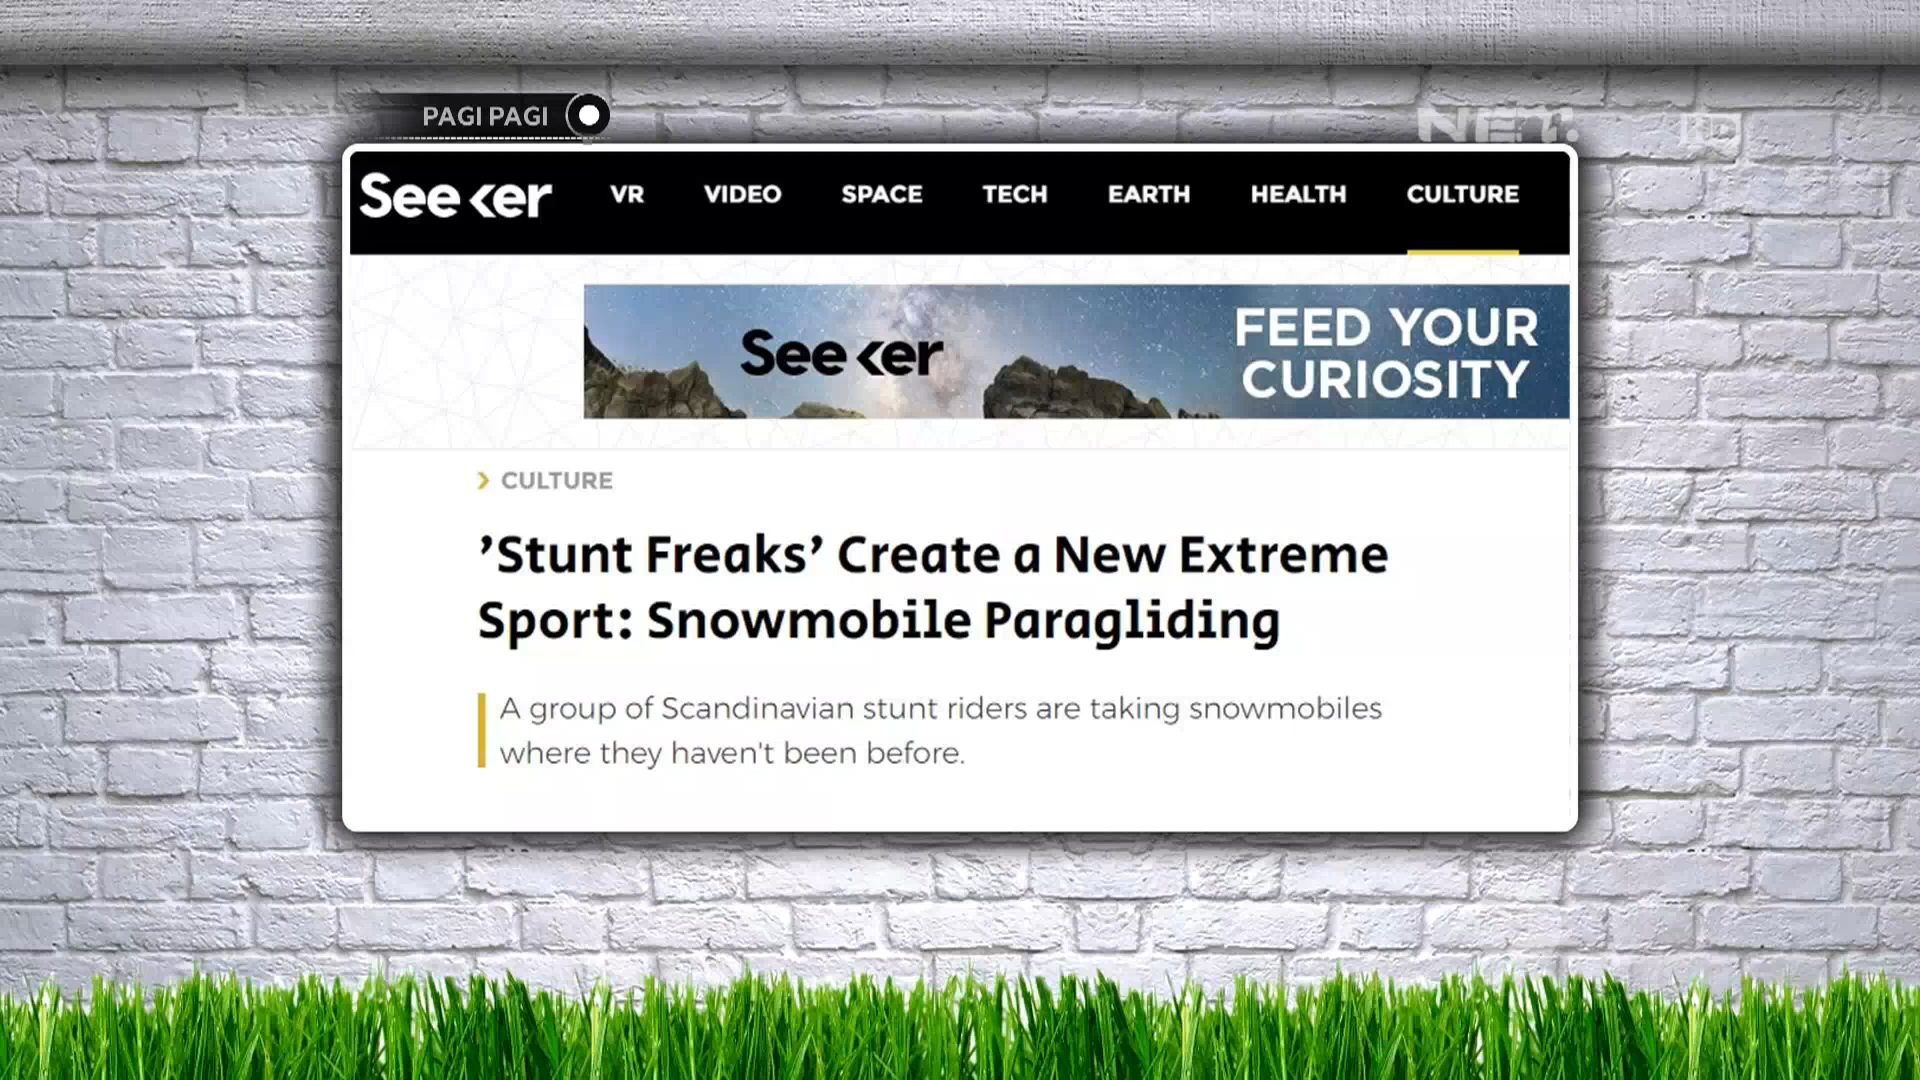 PAGI PAGI
NET.
HD
Seeker
VR VIDEO SPACE TECH EARTH HEALTH CULTURE
Seeker
FEED YOUR
CURIOSITY
CULTURE
’Stunt Freaks’ Create a New Extreme
Sport: Snowmobile Paragliding
A group of Scandinavian stunt riders are taking snowmobiles
where they haven't been before.